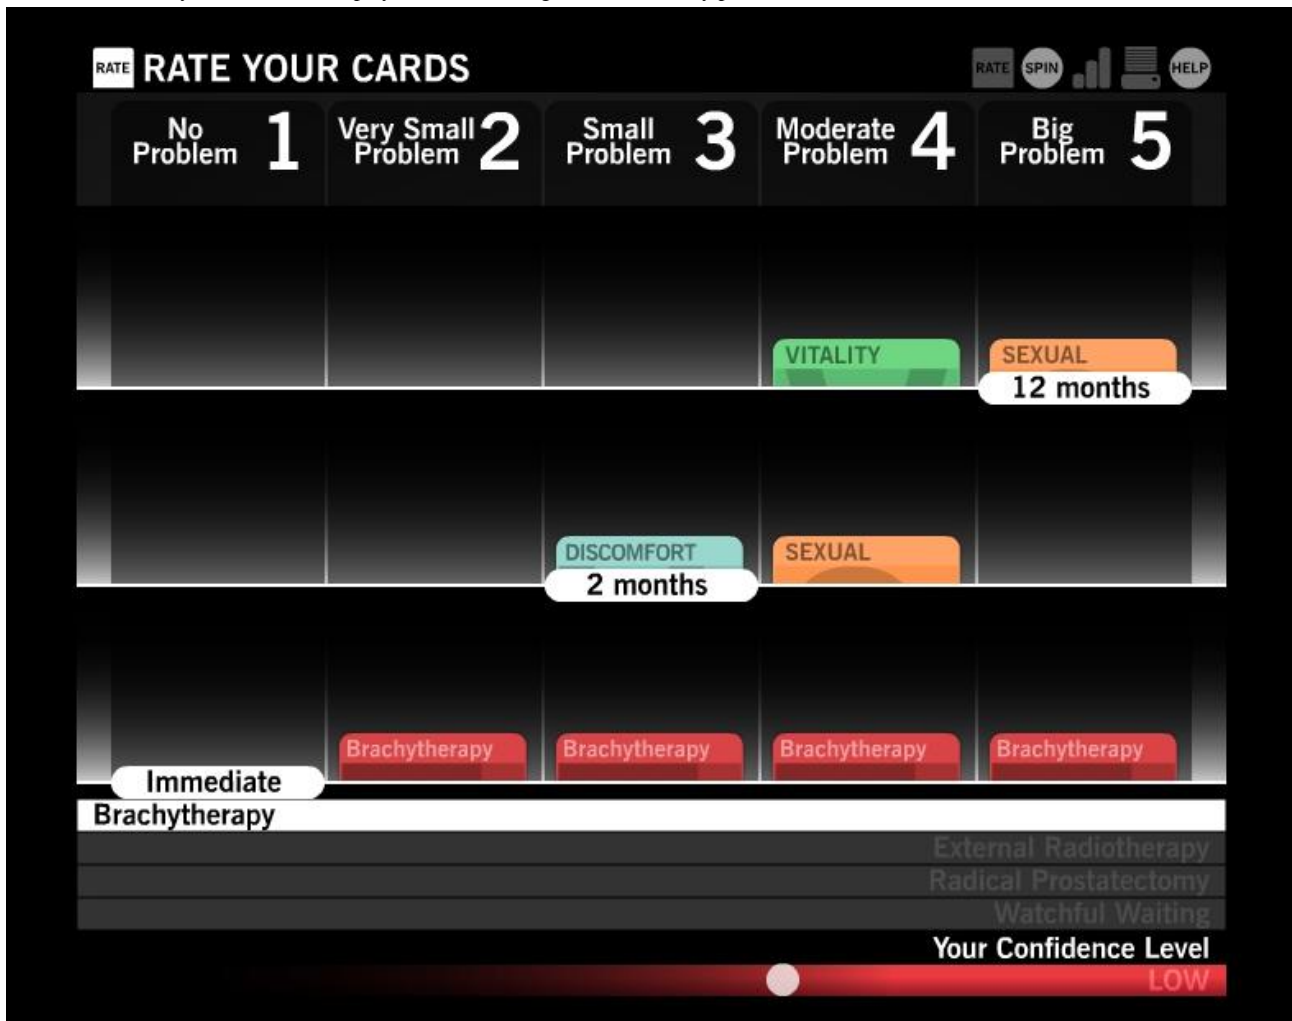 RATE RATE YOUR CARDS RATE SPIN HELP
No Problem 1
Very Small Problem 2
Small Problem 3
Moderate Problem 4
Big Problem 5
VITALITY SEXUAL
12 months
DISCOMFORT SEXUAL
2 months
Brachytherapy Brachytherapy Brachytherapy Brachytherapy
Immediate
Brachytherapy
External Radiotherapy
Radical Prostatectomy
Watchful Waiting
Your Confidence Level
LOW